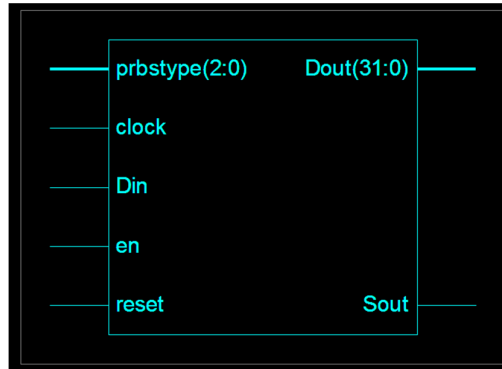 prbstype(2:0) Dout(31:0)
clock
Din
en
reset Sout